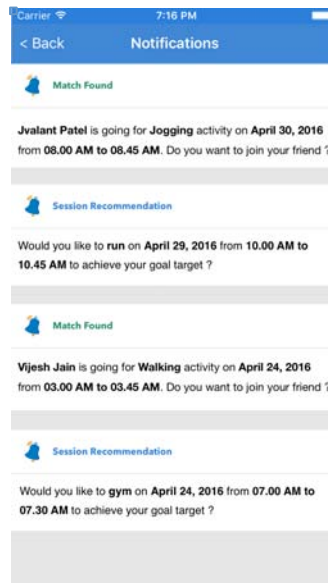 Carrier 7:16 PM
< Back Notifications
Match Found
Jvalant Patel is going for Jogging activity on April 30, 2016
from 08.00 AM to 08.45 AM. Do you want to join your friend ?
Session Recommendation
Would you like to run on April 29, 2016 from 10.00 AM to
10.45 AM to achieve your goal target ?
Match Found
Vijesh Jain is going for Walking activity on April 24, 2016
from 03.00 AM to 03.45 AM. Do you want to join your friend ?
Session Recommendation
Would you like to gym on April 24, 2016 from 07.00 AM to
07.30 AM to achieve your goal target ?